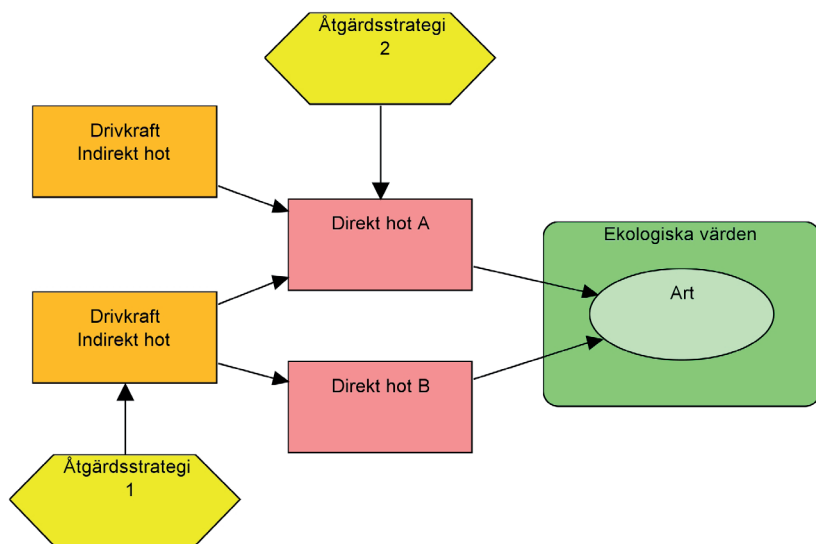 Åtgärdsstrategi
2
Drivkraft
Indirekt hot
Direkt hot A
Ekologiska värden
Art
Drivkraft
Indirekt hot
Direkt hot B
Åtgärdsstrategi
1